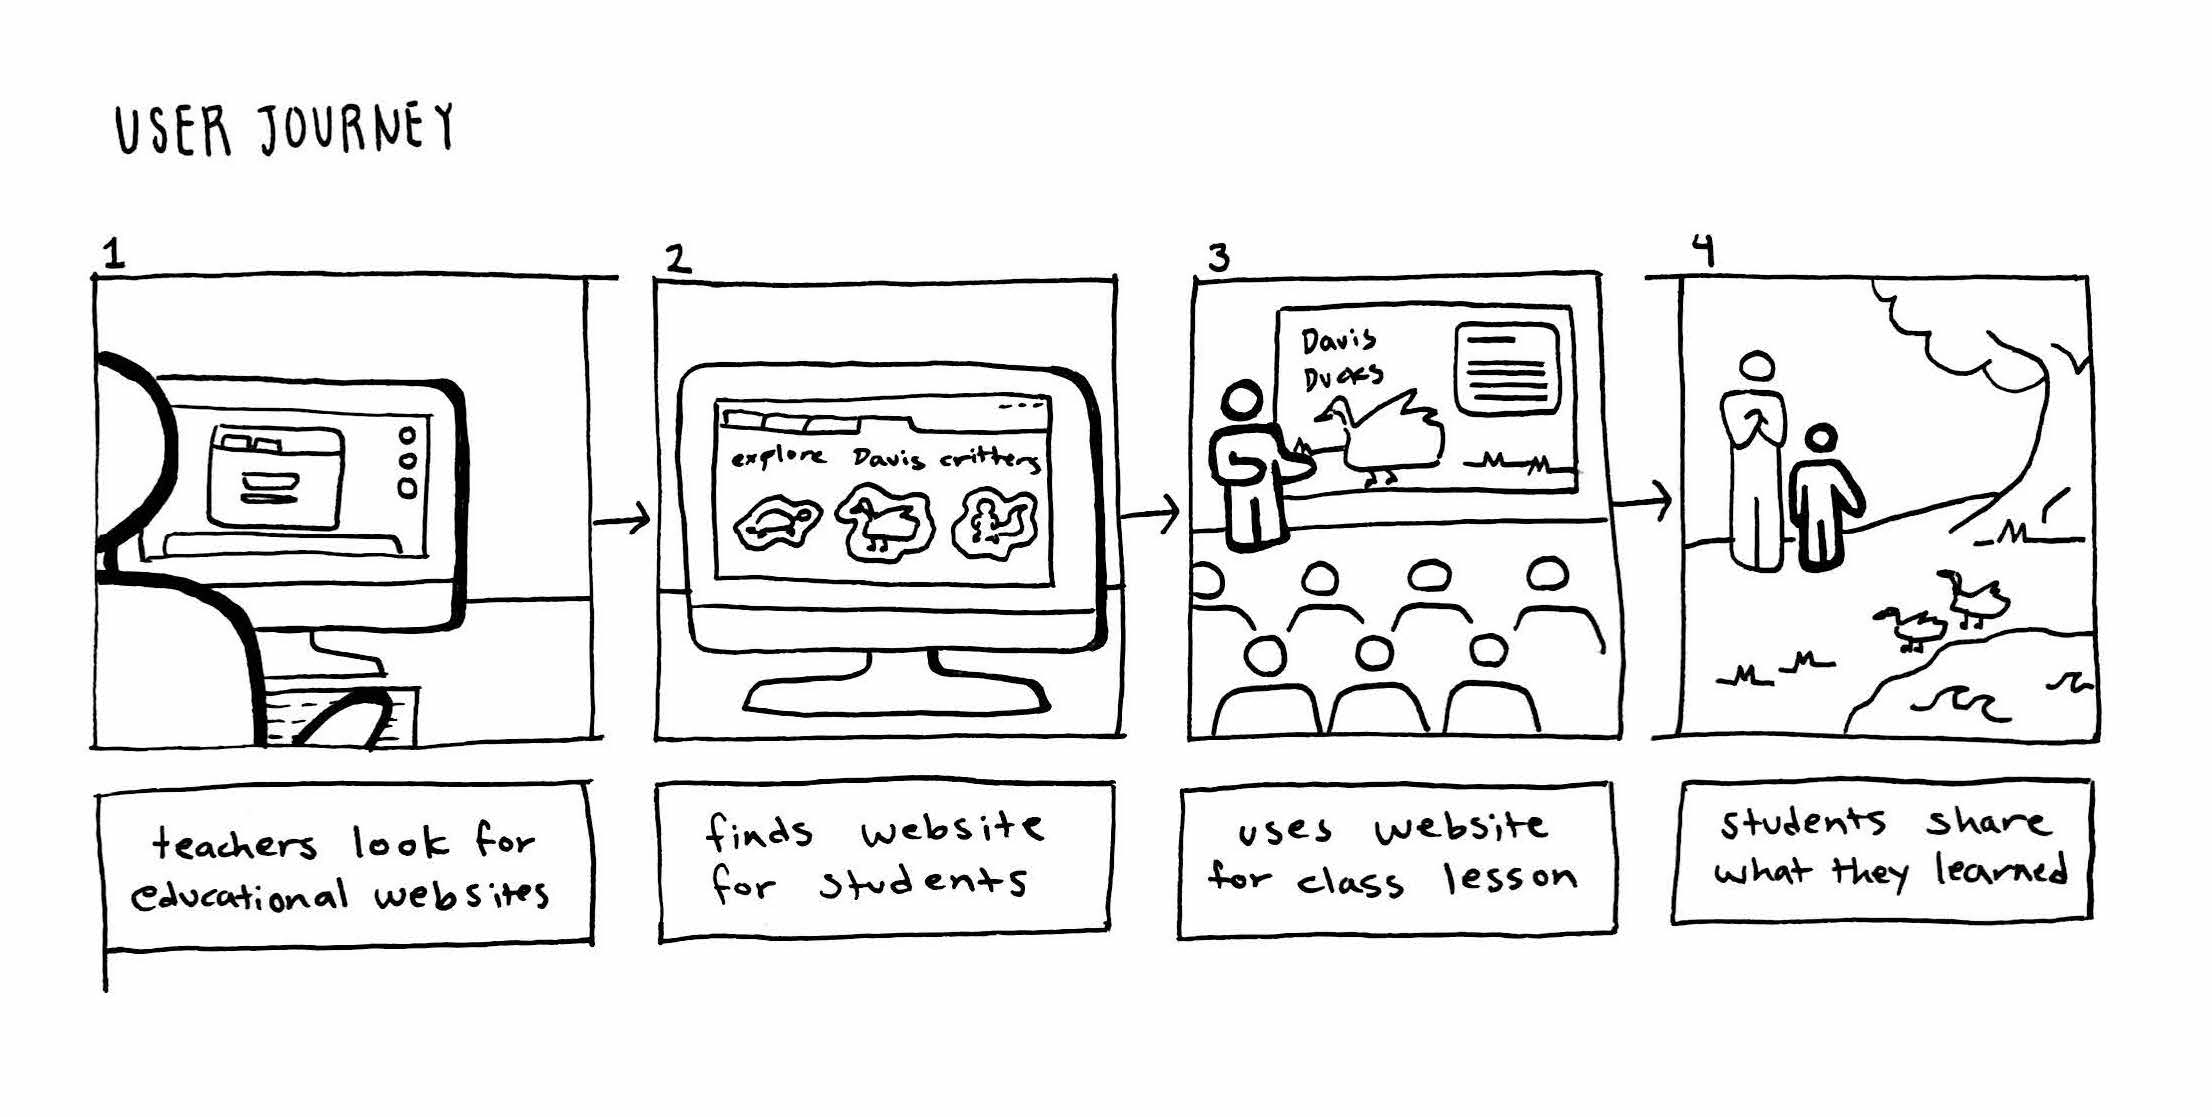 USER JOURNEY
1
2
3
4
explore Davis critters
Davis
Ducks
teachers look for
educational websites
finds website
for students
uses website
for class lesson
students share
what they learned